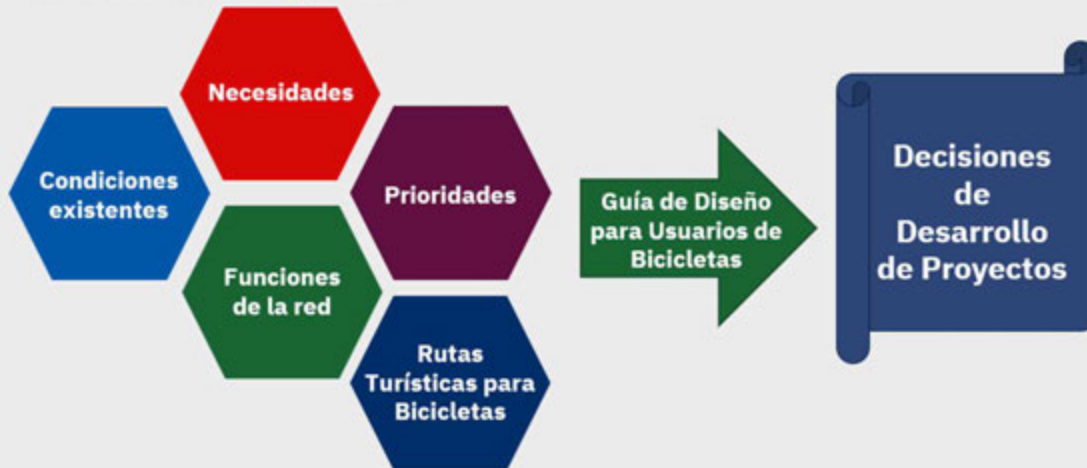 Necesidades
Condiciones
existentes
Prioridades
Funciones
de la red
Rutas
Turísticas para
Bicicletas
Guía de Diseño
para Usuarios de
Bicicletas
Decisiones
de
Desarrollo
de Proyectos